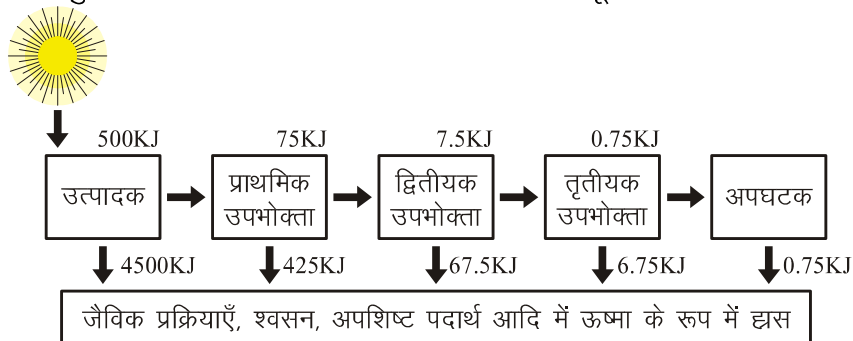 500KJ 75KJ 7.5KJ 0.75KJ
उत्पादक
प्राथमिक
उपभोक्ता
द्वितीयक
उपभोक्ता
तृतीयक
उपभोक्ता
अपघटक
4500KJ 425KJ 67.5KJ 6.75KJ 0.75KJ
जैविक प्रक्रियाएँ, श्वसन, अपशिष्ट पदार्थ आदि में ऊष्मा के रूप में ह्रास